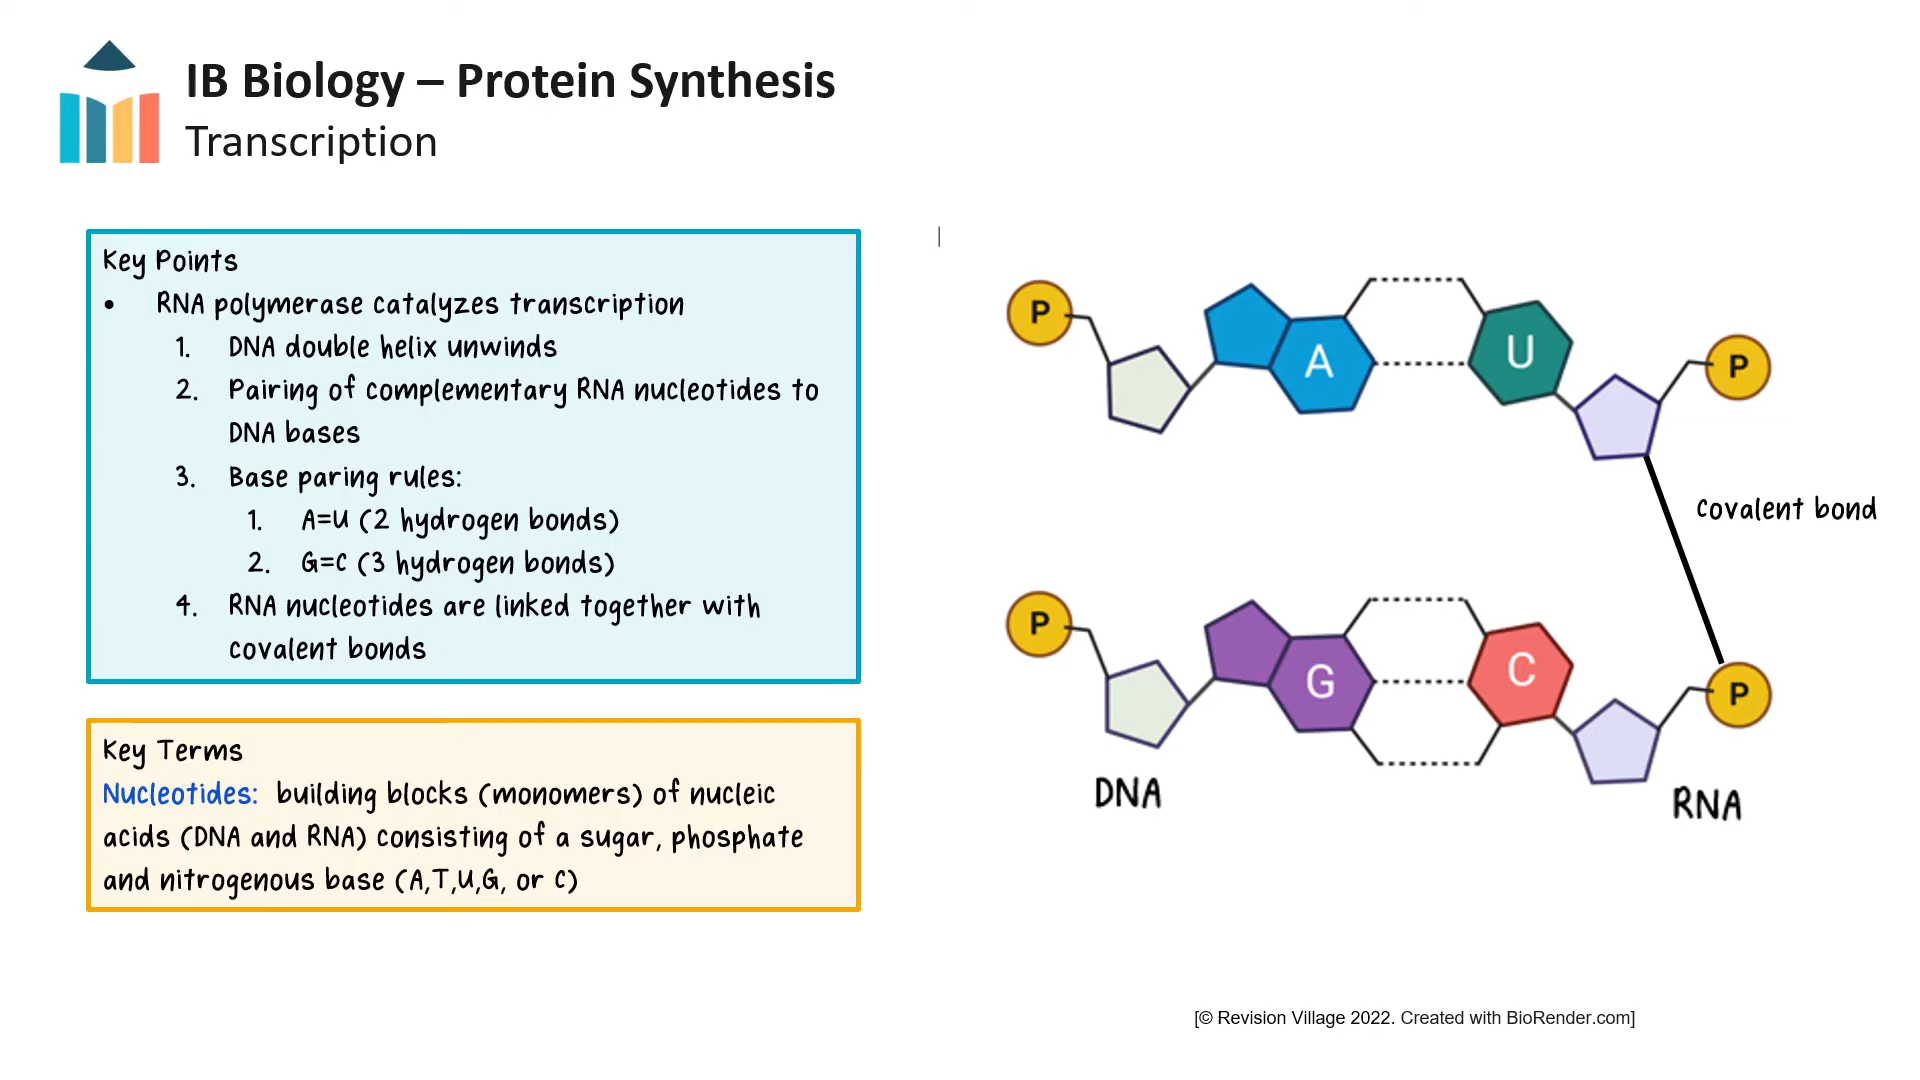 IB Biology – Protein Synthesis
Transcription
Key Points
• RNA polymerase catalyzes transcription
1. DNA double helix unwinds
2. Pairing of complementary RNA nucleotides to
DNA bases
3. Base paring rules:
1. A=U (2 hydrogen bonds)
2. G=C (3 hydrogen bonds)
4. RNA nucleotides are linked together with
covalent bonds
Key Terms
Nucleotides: building blocks (monomers) of nucleic
acids (DNA and RNA) consisting of a sugar, phosphate
and nitrogenous base (A,T,U,G, or C)
P
A
U
P
covalent bond
P
G
C
P
DNA
RNA
[© Revision Village 2022. Created with BioRender.com]